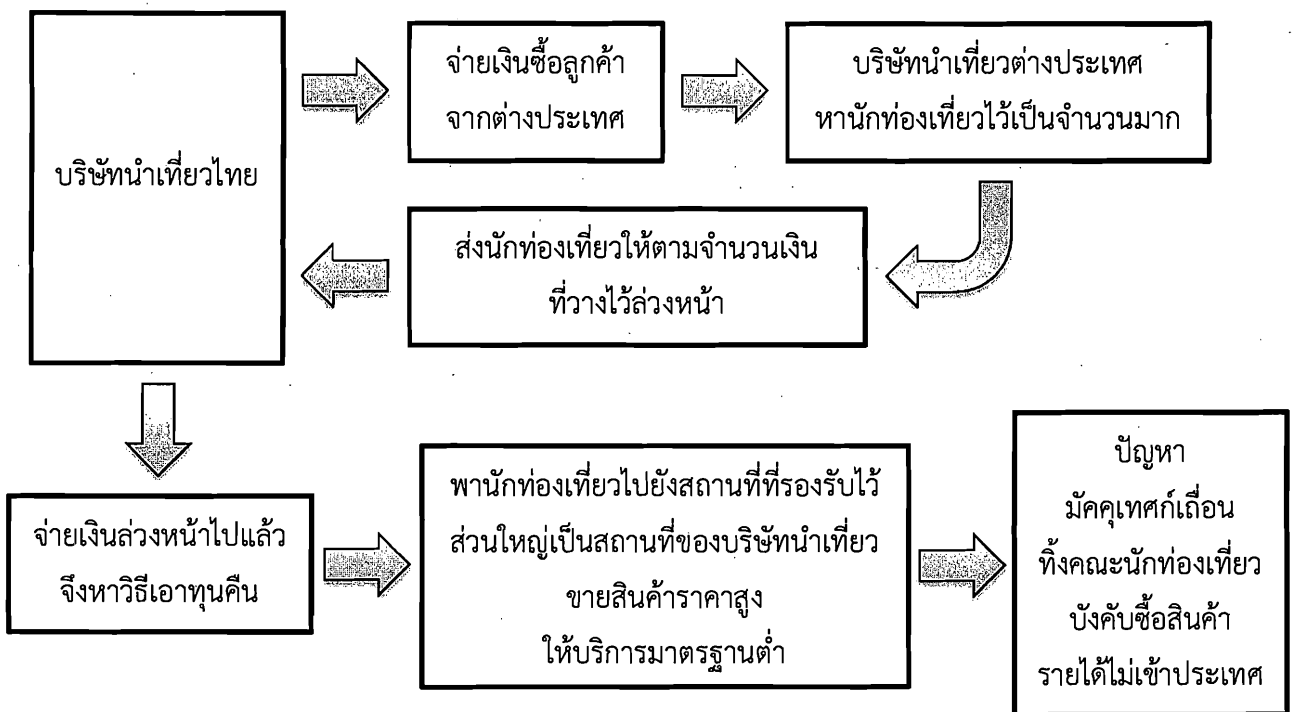 บริษัทนำเที่ยวไทย
จ่ายเงินซื้อลูกค้า
จากต่างประเทศ
บริษัทนำเที่ยวต่างประเทศ
หานักท่องเที่ยวไว้เป็นจำนวนมาก
ส่งนักท่องเที่ยวให้ตามจำนวนเงิน
ที่วางไว้ล่วงหน้า
จ่ายเงินล่วงหน้าไปแล้ว
จึงหาวิธีเอาทุนคืน
พานักท่องเที่ยวไปยังสถานที่ที่รองรับไว้
ส่วนใหญ่เป็นสถานที่ของบริษัทนำเที่ยว
ขายสินค้าราคาสูง
ให้บริการมาตรฐานต่ำ
ปัญหา
มัคคุเทศก์เถื่อน
ทิ้งคณะนักท่องเที่ยว
บังคับซื้อสินค้า
รายได้ไม่เข้าประเทศ